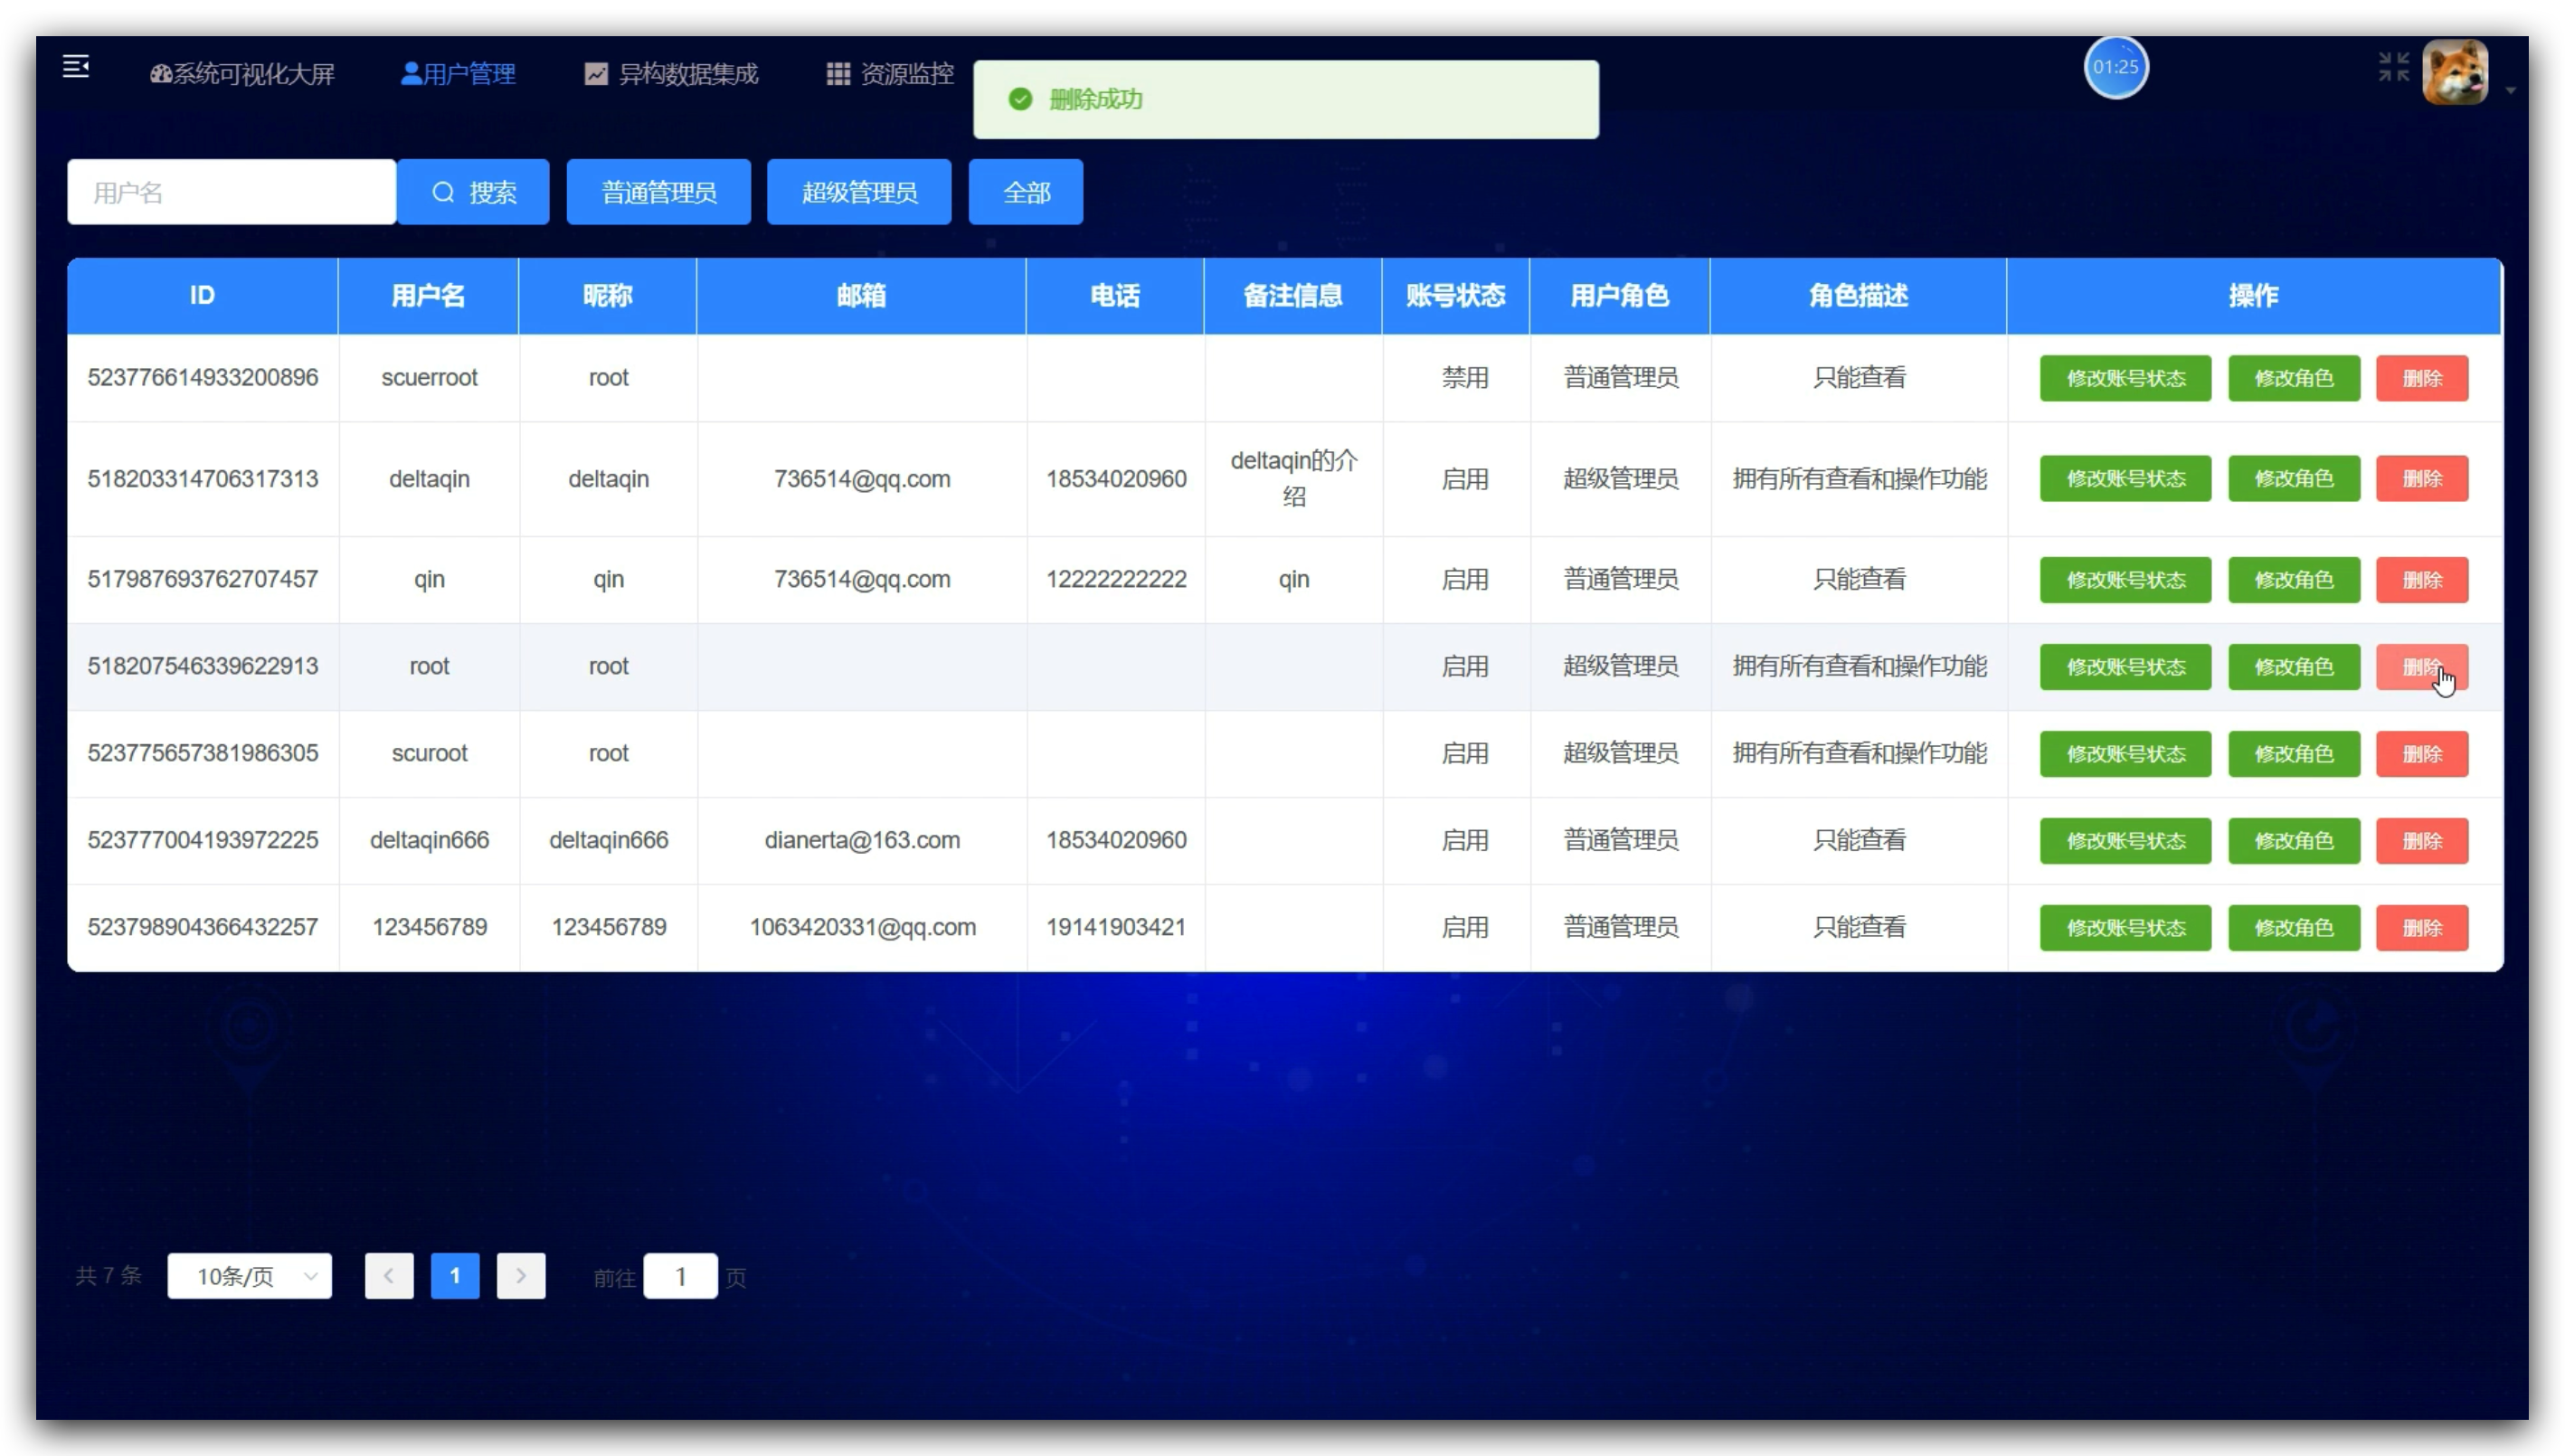 系统可视化大屏 用户管理 异构数据集成 资源监控
删除成功
01:25
用户名 搜索 普通管理员 超级管理员 全部
ID 用户名 昵称 邮箱 电话 备注信息 账号状态 用户角色 角色描述 操作
523776614933200896 scuerroot root 禁用 普通管理员 只能查看 修改账号状态 修改角色 删除
518203314706317313 deltaqin deltaqin 736514@qq.com 18534020960 deltaqin的介 启用 超级管理员 拥有所有查看和操作功能 修改账号状态 修改角色 删除
绍
517987693762707457 qin qin 736514@qq.com 12222222222 qin 启用 普通管理员 只能查看 修改账号状态 修改角色 删除
518207546339622913 root root 启用 超级管理员 拥有所有查看和操作功能 修改账号状态 修改角色 删除
523775657381986305 scuroot root 启用 超级管理员 拥有所有查看和操作功能 修改账号状态 修改角色 删除
523777004193972225 deltaqin666 deltaqin666 dianerta@163.com 18534020960 启用 普通管理员 只能查看 修改账号状态 修改角色 删除
523798904366432257 123456789 123456789 1063420331@qq.com 19141903421 启用 普通管理员 只能查看 修改账号状态 修改角色 删除
共 7 条 10条/页 1 前往 1 页